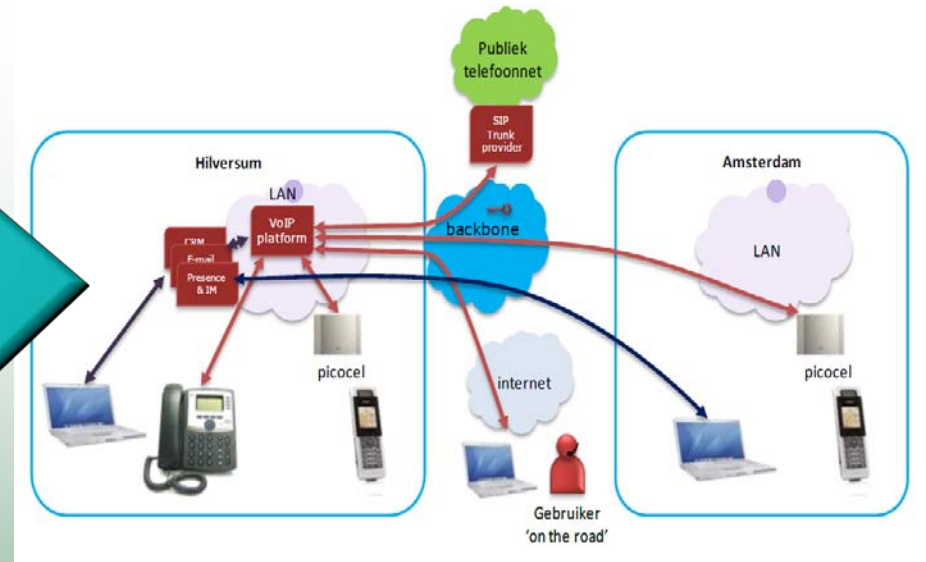 Publiek
telefoonnet
SIP
Trunk
provider
Hilversum
Amsterdam
LAN
VoIP
platform
backbone
LAN
CRM
E-mail
Presence
& IM
picocel
internet
picocel
Gebruiker
'on the road'